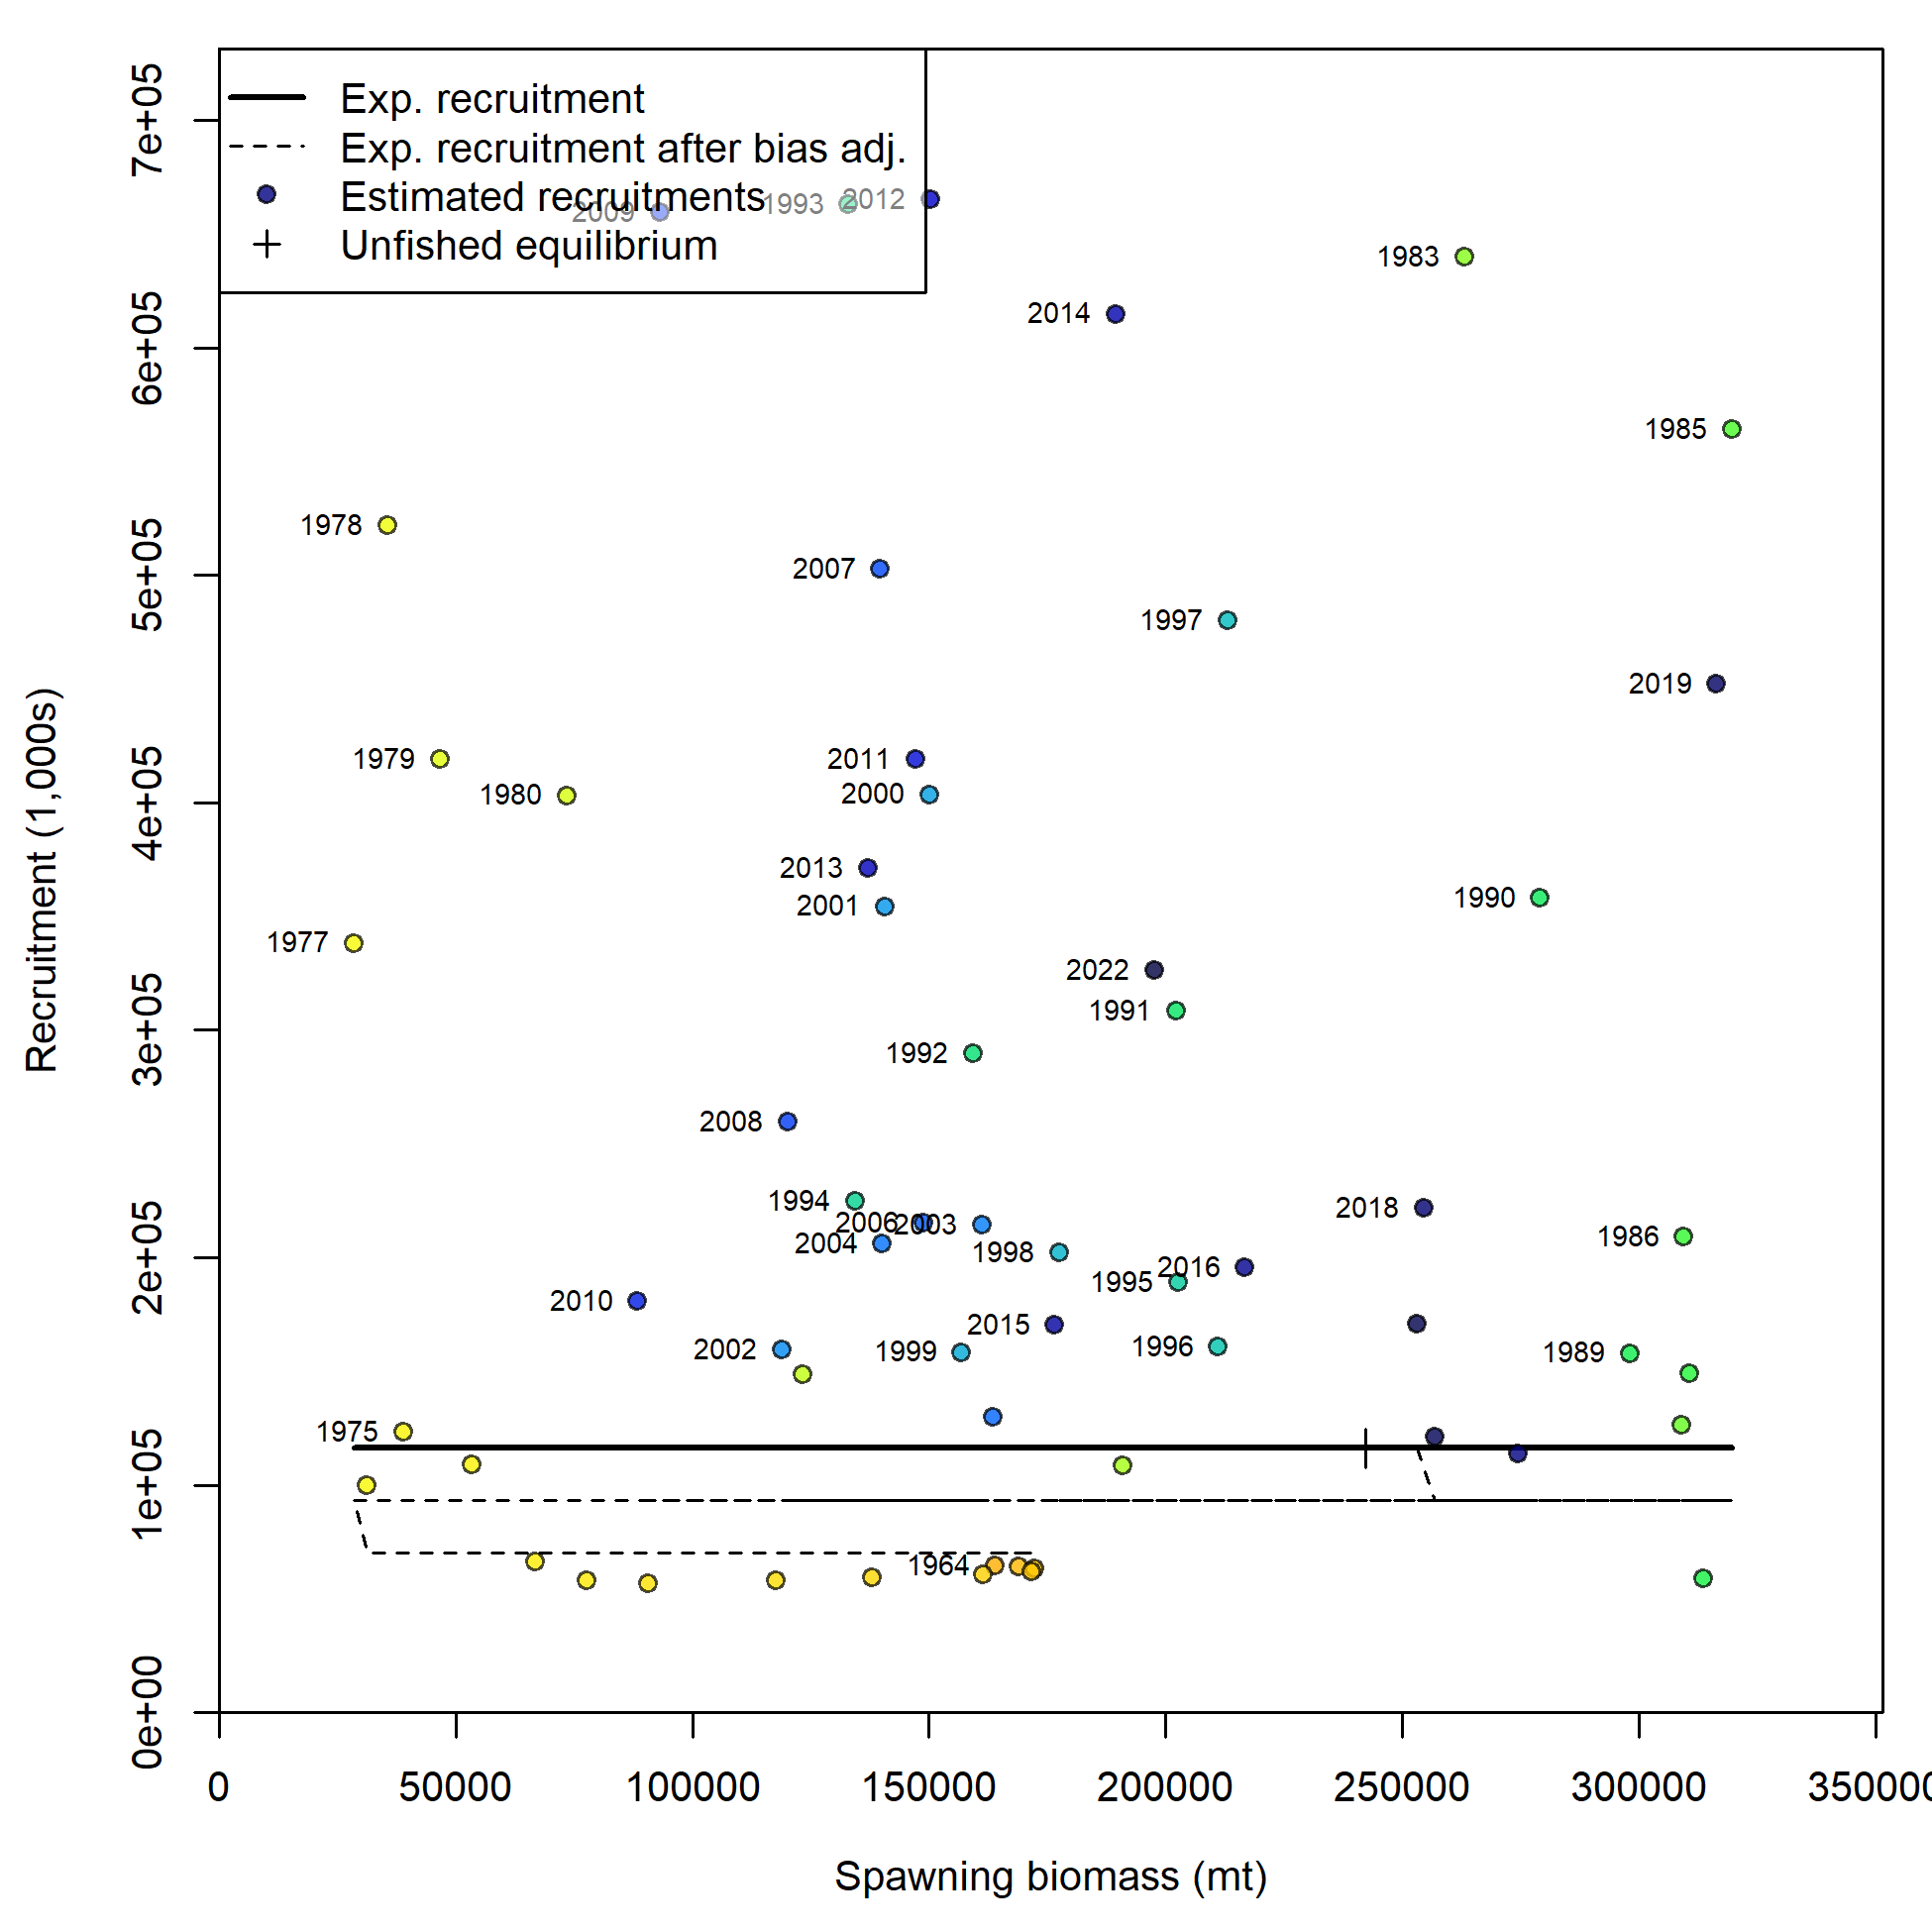 Exp. recruitment
Exp. recruitment after bias adj.
Estimated recruitments
Unfished equilibrium
2009
1993
2012
1983
2014
1985
1978
2007
1997
2019
1979
2011
1980
2000
2013
2001
1990
1977
2022
1991
1992
2008
1994
2006
2003
2018
2004
1986
1998
2016
1995
2010
2015
1996
2002
1999
1989
1975
1964
7e+05
6e+05
5e+05
4e+05
3e+05
2e+05
1e+05
0e+00
Recruitment (1,000s)
0 50000 100000 150000 200000 250000 300000 350000
Spawning biomass (mt)